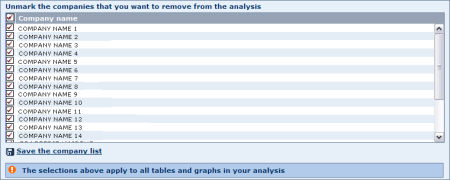 Unmark the companies that you want to remove from the analysis
Company name
COMPANY NAME 1
COMPANY NAME 2
COMPANY NAME 3
COMPANY NAME 4
COMPANY NAME 5
COMPANY NAME 6
COMPANY NAME 7
COMPANY NAME 8
COMPANY NAME 9
COMPANY NAME 10
COMPANY NAME 11
COMPANY NAME 12
COMPANY NAME 13
COMPANY NAME 14
Save the company list
The selections above apply to all tables and graphs in your analysis